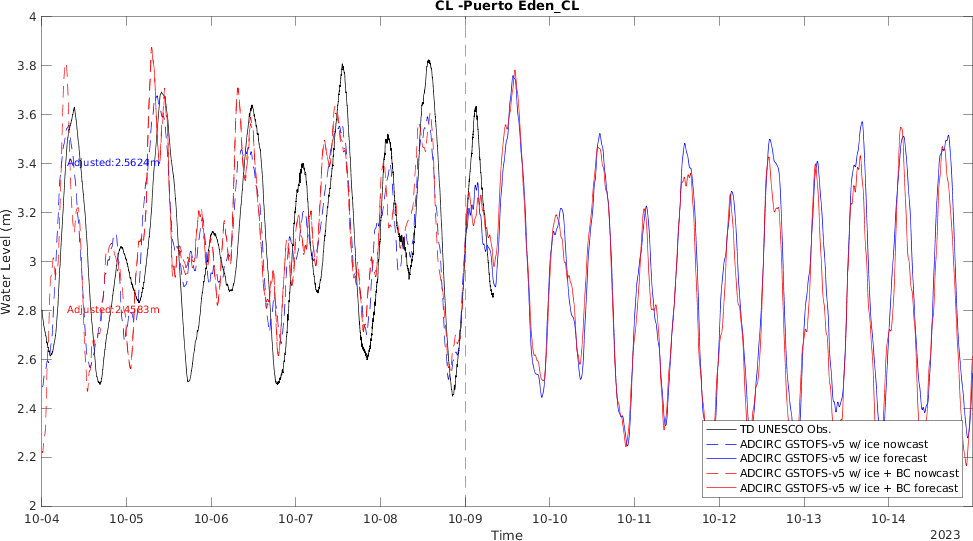 CL -Puerto Eden_CL
Water Level (m)
4
3.8
3.6
3.4
3.2
3
2.8
2.6
2.4
2.2
2
Adjusted:2.5624m
Adjusted:2.4583m
TD UNESCO Obs.
ADCIRC GSTOFS-v5 w/ ice nowcast
ADCIRC GSTOFS-v5 w/ ice forecast
ADCIRC GSTOFS-v5 w/ ice + BC nowcast
ADCIRC GSTOFS-v5 w/ ice + BC forecast
10-04 10-05 10-06 10-07 10-08 10-09 10-10 10-11 10-12 10-13 10-14
Time
2023